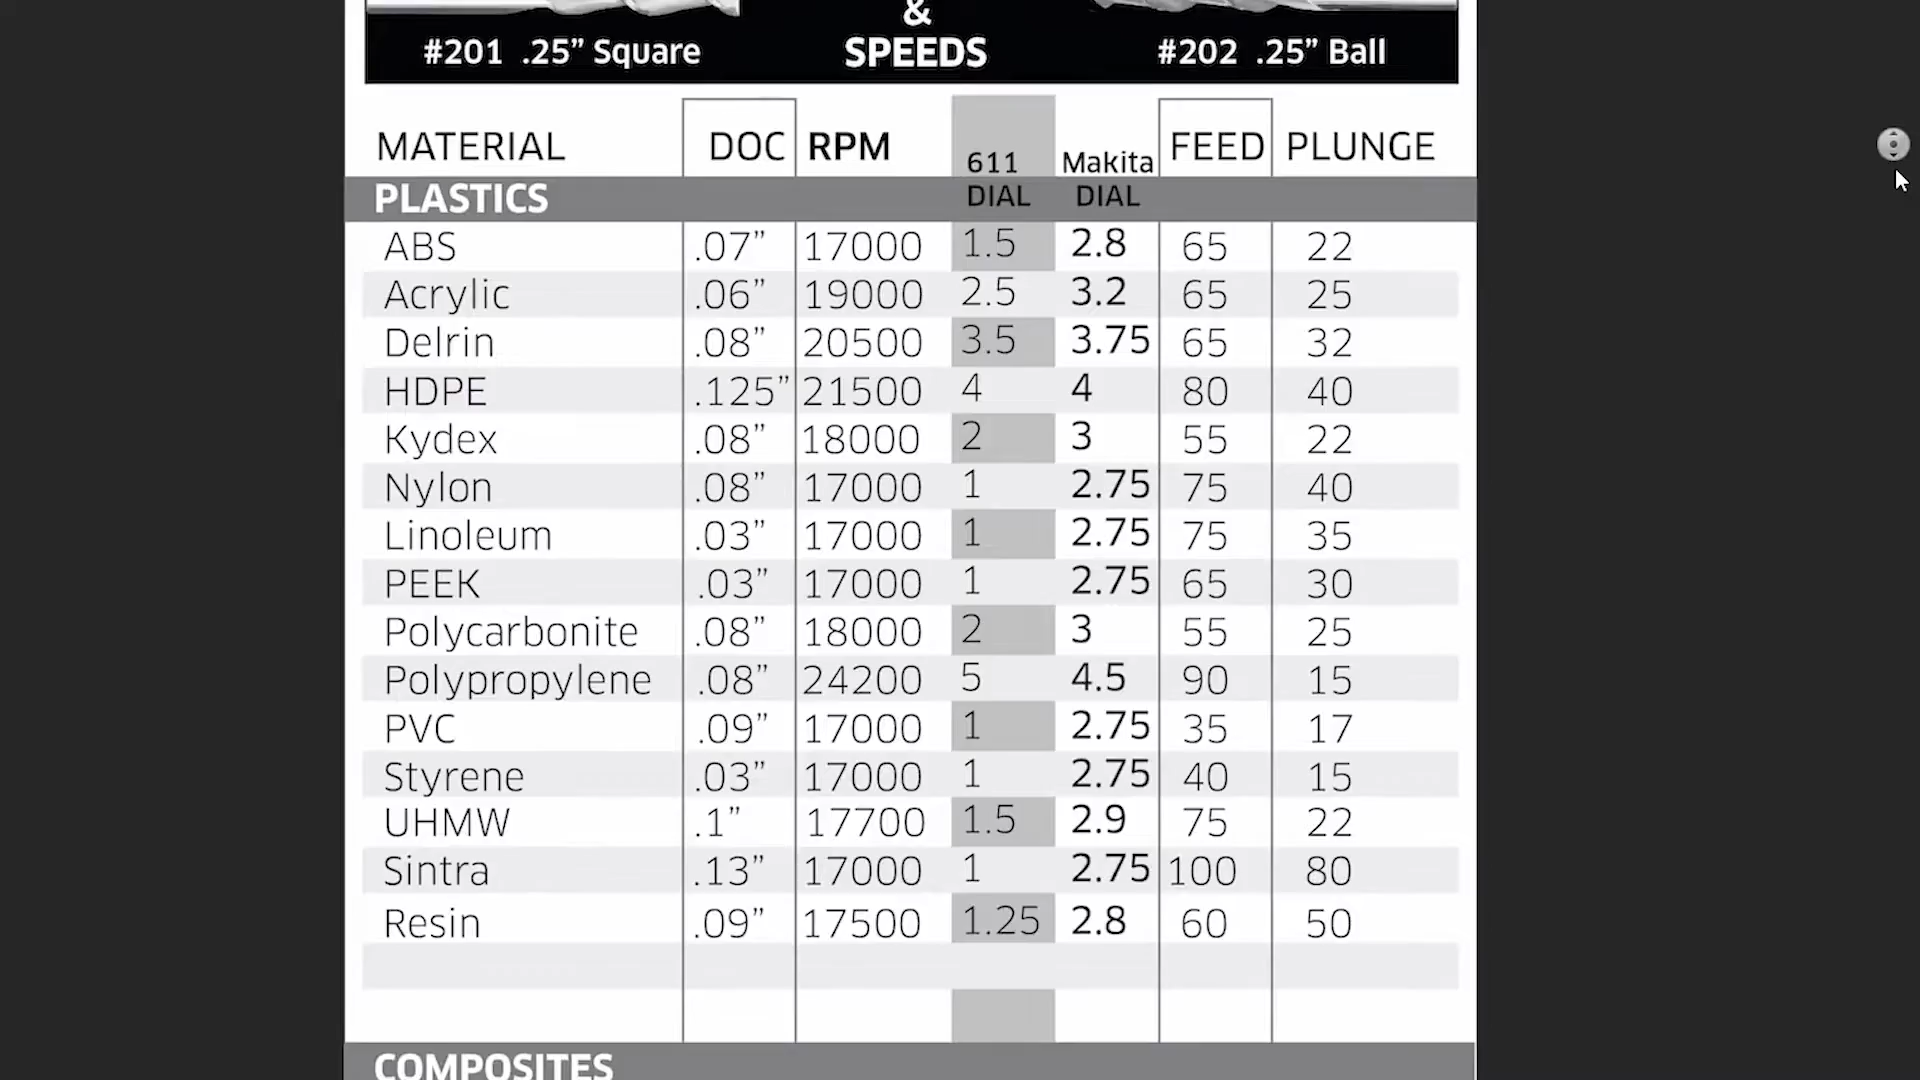 &
#201 .25” Square SPEEDS #202 .25” Ball
MATERIAL DOC RPM 611 Makita FEED PLUNGE
PLASTICS DIAL DIAL
ABS .07” 17000 1.5 2.8 65 22
Acrylic .06” 19000 2.5 3.2 65 25
Delrin .08” 20500 3.5 3.75 65 32
HDPE .125” 21500 4 4 80 40
Kydex .08” 18000 2 3 55 22
Nylon .08” 17000 1 2.75 75 40
Linoleum .03” 17000 1 2.75 75 35
PEEK .03” 17000 1 2.75 65 30
Polycarbonite .08” 18000 2 3 55 25
Polypropylene .08” 24200 5 4.5 90 15
PVC .09” 17000 1 2.75 35 17
Styrene .03” 17000 1 2.75 40 15
UHMW .1” 17700 1.5 2.9 75 22
Sintra .13” 17000 1 2.75 100 80
Resin .09” 17500 1.25 2.8 60 50
COMPOSITES